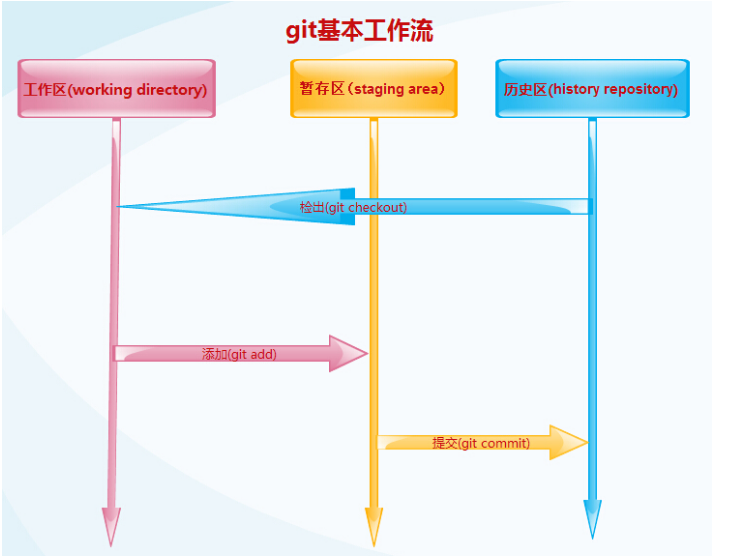 git基本工作流
工作区(working directory)
暂存区（staging area）
历史区(history repository)
检出(git checkout)
添加(git add)
提交(git commit)